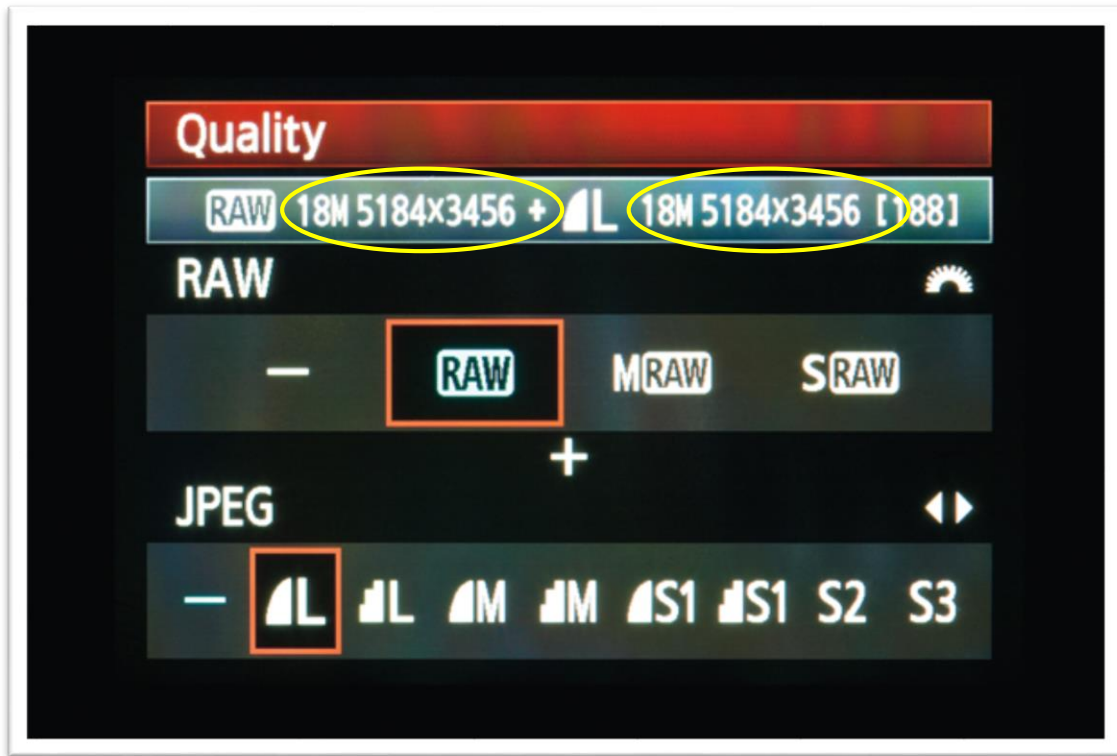 Quality
RAW 18M 5184x3456 + L 18M 5184x3456 [188]
RAW
— RAW MRAW SRAW
+
JPEG
— L L M M S1 S1 S2 S3